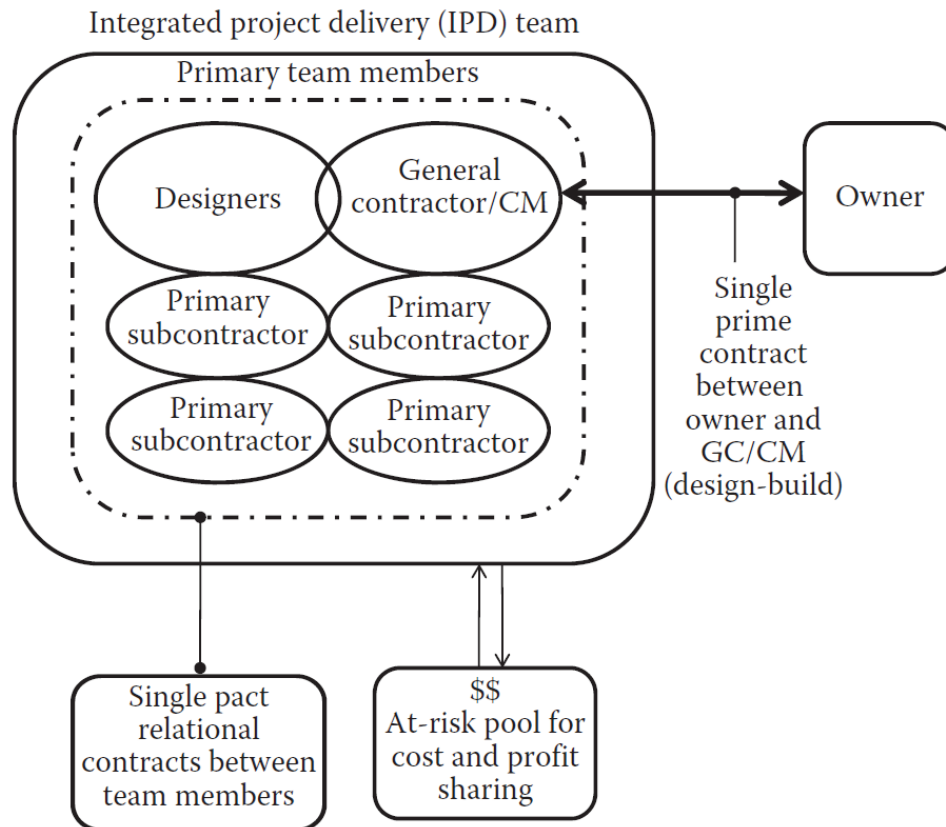 Integrated project delivery (IPD) team
Primary team members
Designers
General
contractor/CM
Owner
Primary
subcontractor
Primary
subcontractor
Primary
subcontractor
Primary
subcontractor
Single
prime
contract
between
owner and
GC/CM
(design-build)
Single pact
relational
contracts between
team members
$$
At-risk pool for
cost and profit
sharing